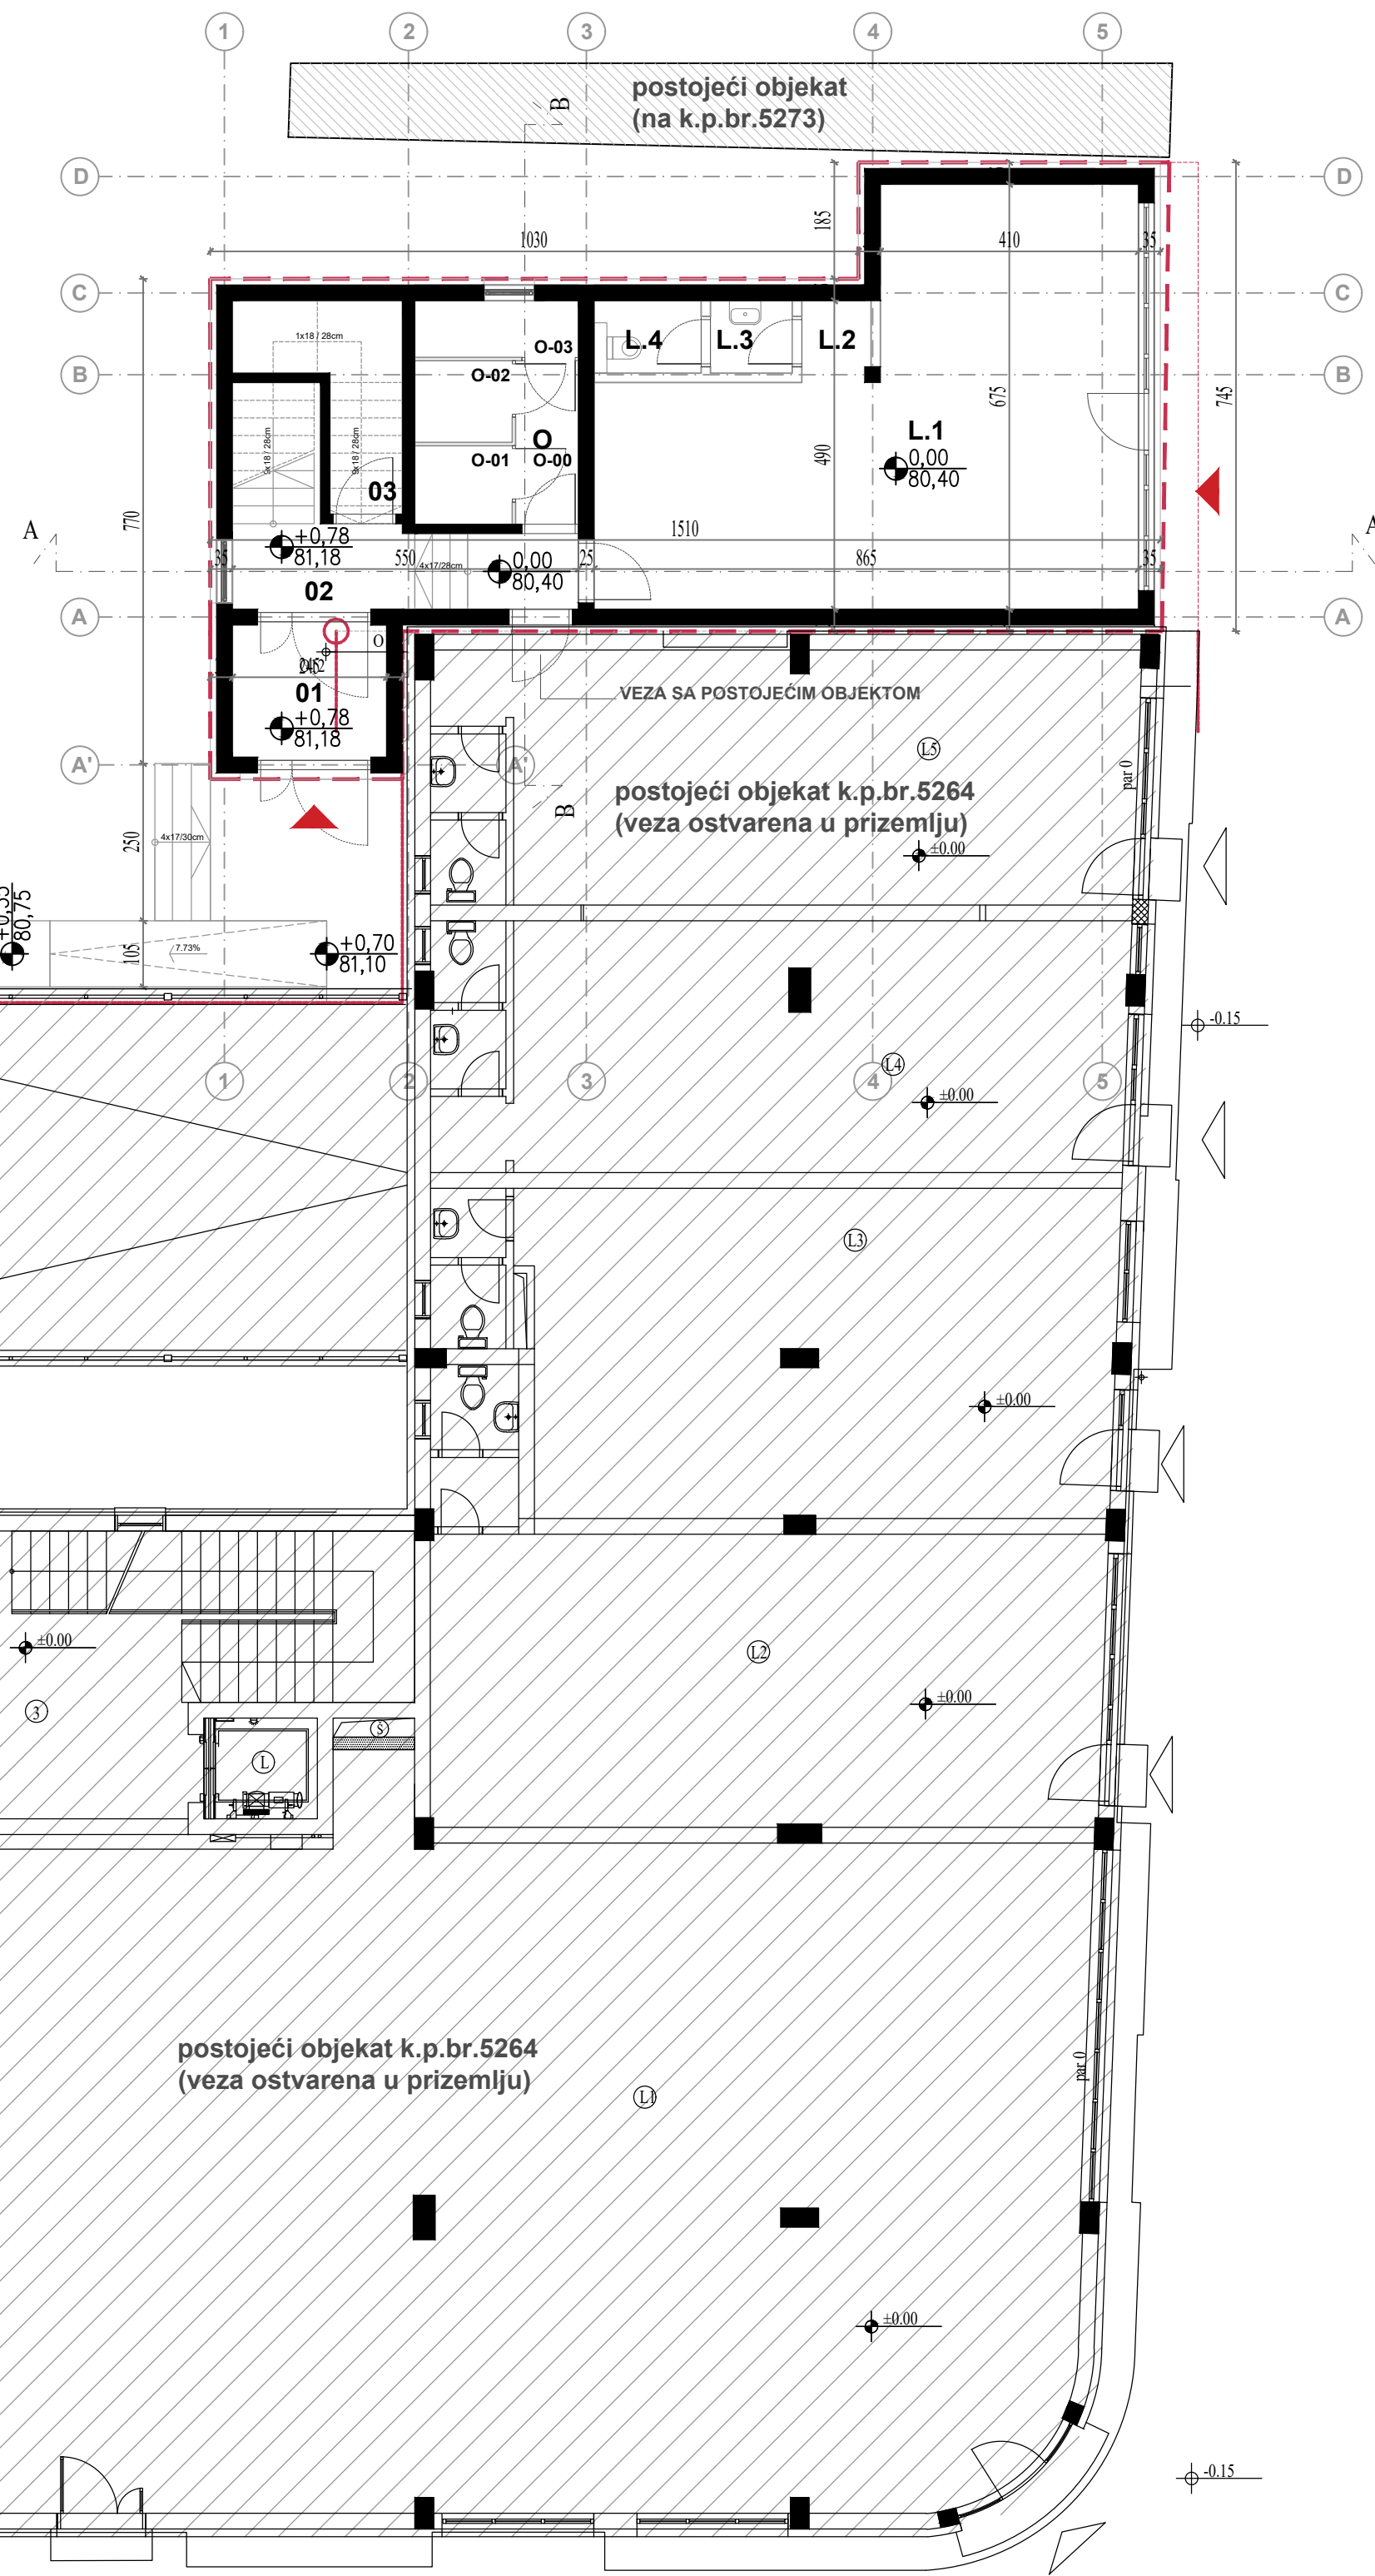 1 2 3 4 5
postojeći objekat
(na k.p.br.5273)
B
D D
185
1030 410 35
C C
1x18 / 28cm
L.4 L.3 L.2
O-03
B B
O-02
675 745
L.1
O
490
0,00
80,40
9x18 / 28cm 9x18 / 28cm
O-01 O-00
03
770
A A
1510
+0,78
81,18
35 550 4x17/28cm 25 865 35
0,00
80,40
02
A A
O
245
01
VEZA SA POSTOJEĆIM OBJEKTOM
+0,78
81,18
L5
A' A'
par 0
postojeći objekat k.p.br.5264
(veza ostvarena u prizemlju)
B
250
4x17/30cm
±0.00
80,75
105
7.73%
+0,70
81,10
-0.15
L4
1 2 3 4 5
±0.00
L3
±0.00
±0.00
L2
±0.00
3
Š
L
postojeći objekat k.p.br.5264
(veza ostvarena u prizemlju)
par 0
L1
±0.00
-0.15